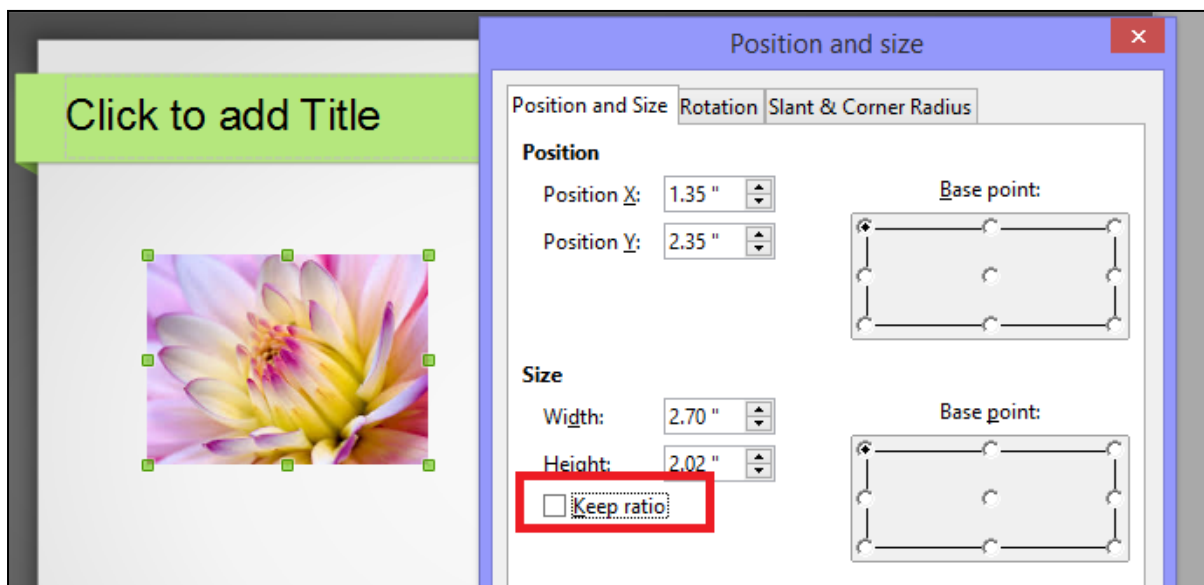 Position and size
×
Click to add Title
Position and Size Rotation Slant & Corner Radius
Position
Position X: 1.35 "
Base point:
Position Y: 2.35 "
Size
Width: 2.70 "
Base point:
Height: 2.02 "
Keep ratio